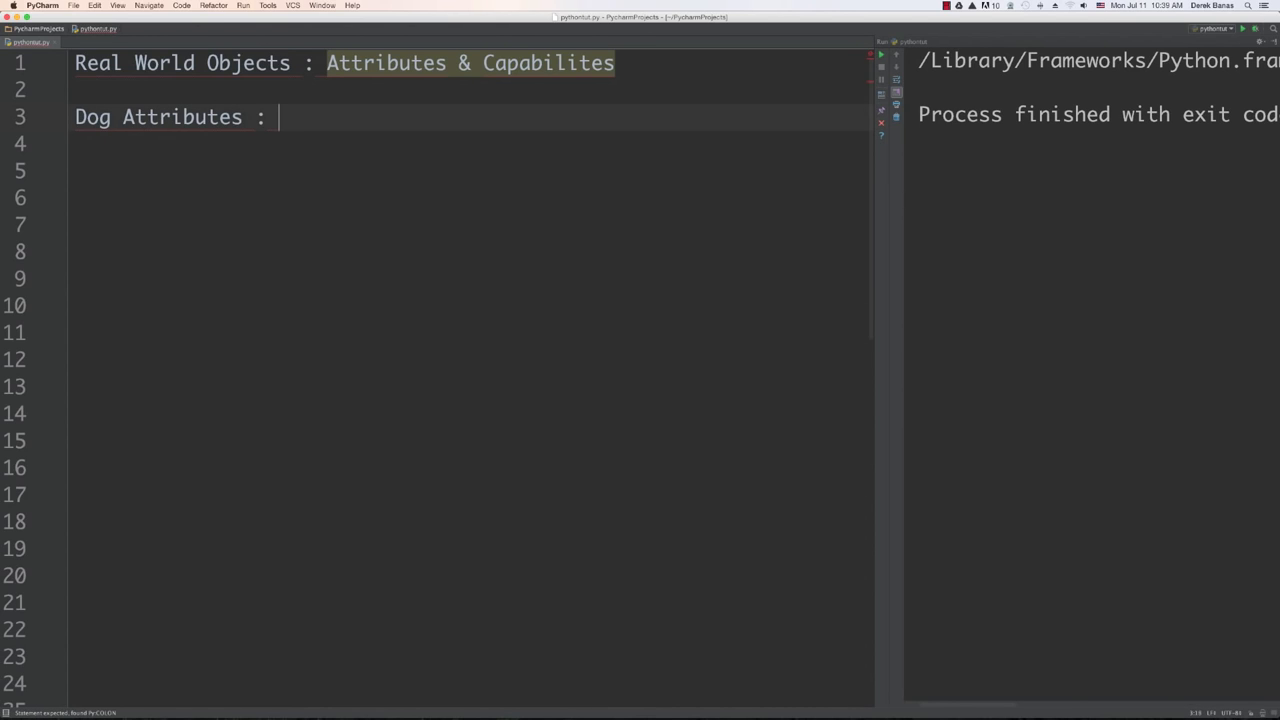 PyCharm File Edit View Navigate Code Refactor Run Tools VCS Window Help 10 Mon Jul 11 10:39 AM Derek Banas
pythontut.py - PycharmProjects - [~/PycharmProjects]
PycharmProjects pythontut.py pythontut
pythontut.py Run pythontut
1 Real World Objects : Attributes & Capabilites
2
3 Dog Attributes :
4
5
6
7
8
9
10
11
12
13
14
15
16
17
18
19
20
21
22
23
24
/Library/Frameworks/Python.fra
Process finished with exit cod
Statement expected, found Py:COLON 3:18 LF÷ UTF-8÷